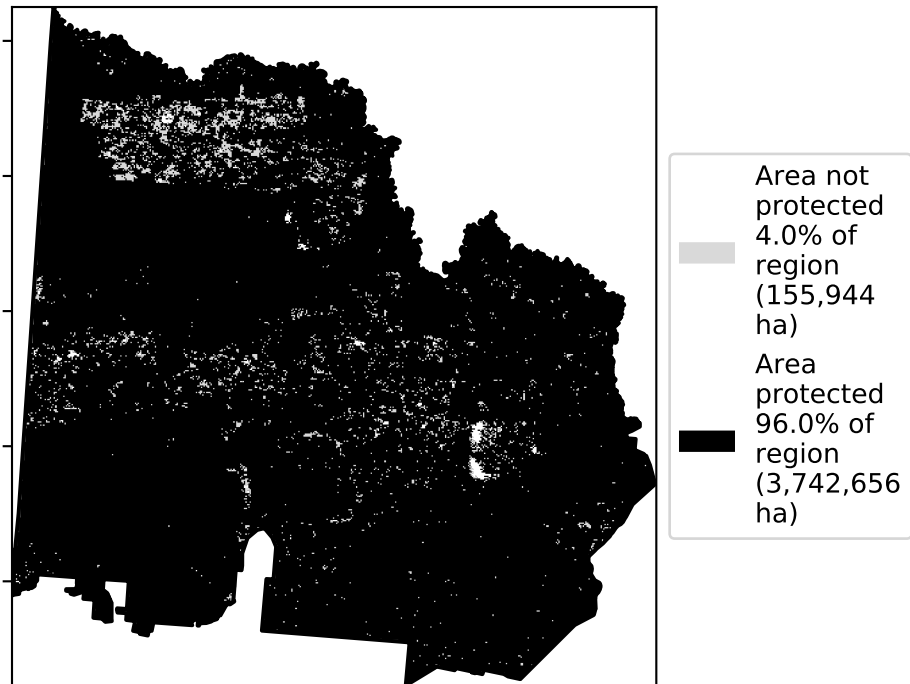 Area not
protected
4.0% of
region
(155,944
ha)
Area
protected
96.0% of
region
(3,742,656
ha)